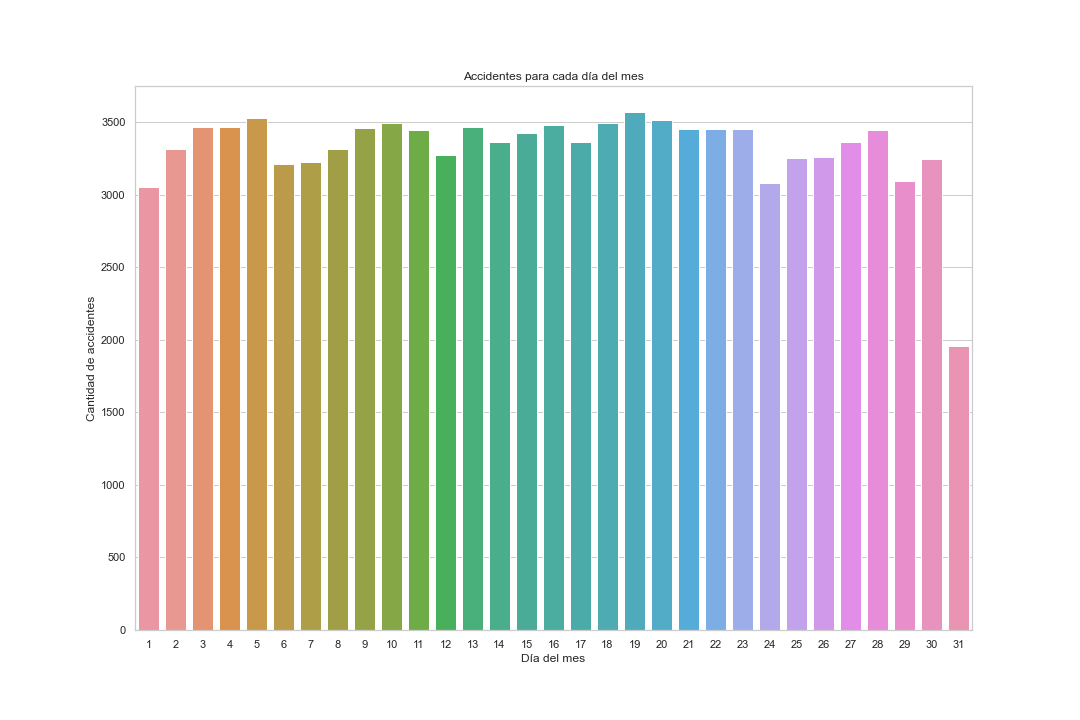 Accidentes para cada día del mes
Cantidad de accidentes
3500
3000
2500
2000
1500
1000
500
0
1 2 3 4 5 6 7 8 9 10 11 12 13 14 15 16 17 18 19 20 21 22 23 24 25 26 27 28 29 30 31
Día del mes